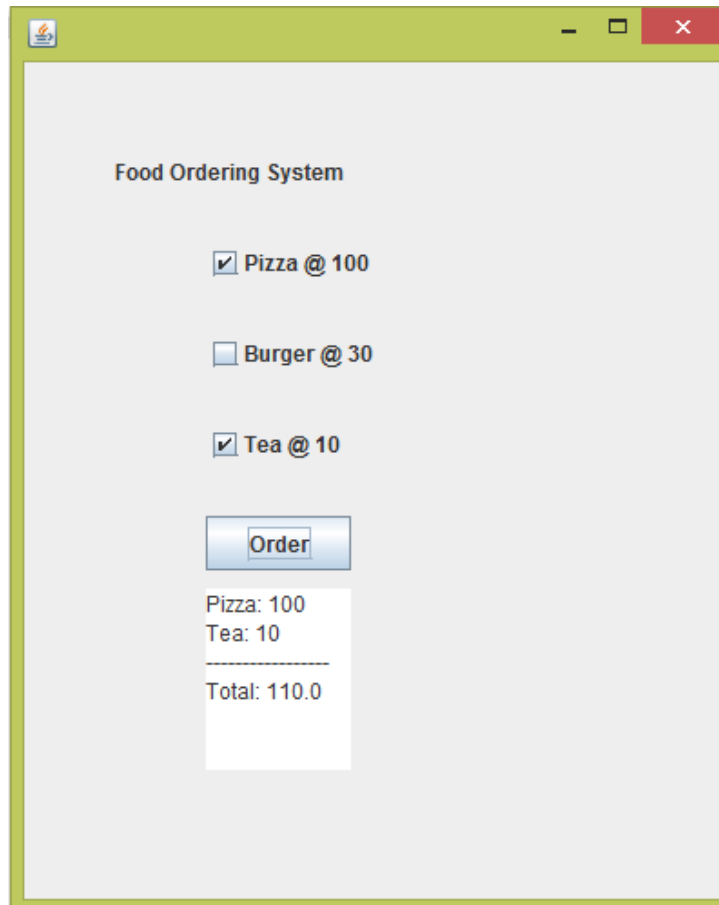 Food Ordering System
Pizza @ 100
Burger @ 30
Tea @ 10
Order
Pizza: 100
Tea: 10
-----------------
Total: 110.0